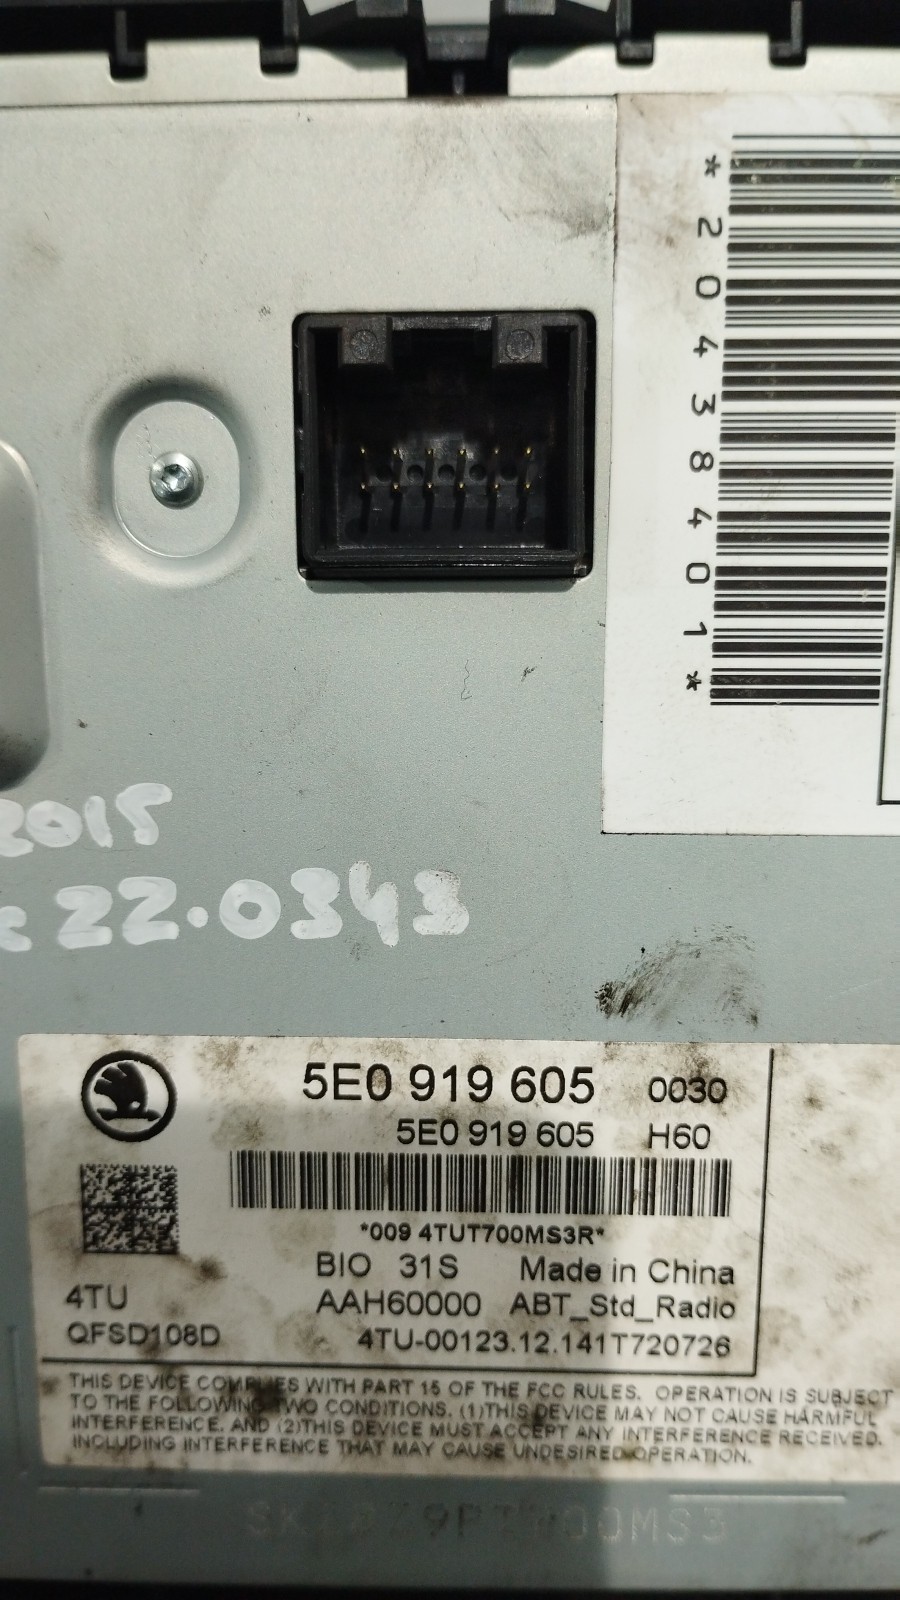 *20438401*
2015
22.0343
5E0 919 605 0030
5E0 919 605 H60
*009 4TUT700MS3R*
BIO 31S Made in China
4TU AAH60000 ABT_Std_Radio
QFSD108D 4TU-00123.12.141T720726
THIS DEVICE COMPLIES WITH PART 15 OF THE FCC RULES. OPERATION IS SUBJECT
TO THE FOLLOWING TWO CONDITIONS. (1)THIS DEVICE MAY NOT CAUSE HARMFUL
INTERFERENCE. AND (2)THIS DEVICE MUST ACCEPT ANY INTERFERENCE RECEIVED.
INCLUDING INTERFERENCE THAT MAY CAUSE UNDESIRED OPERATION.